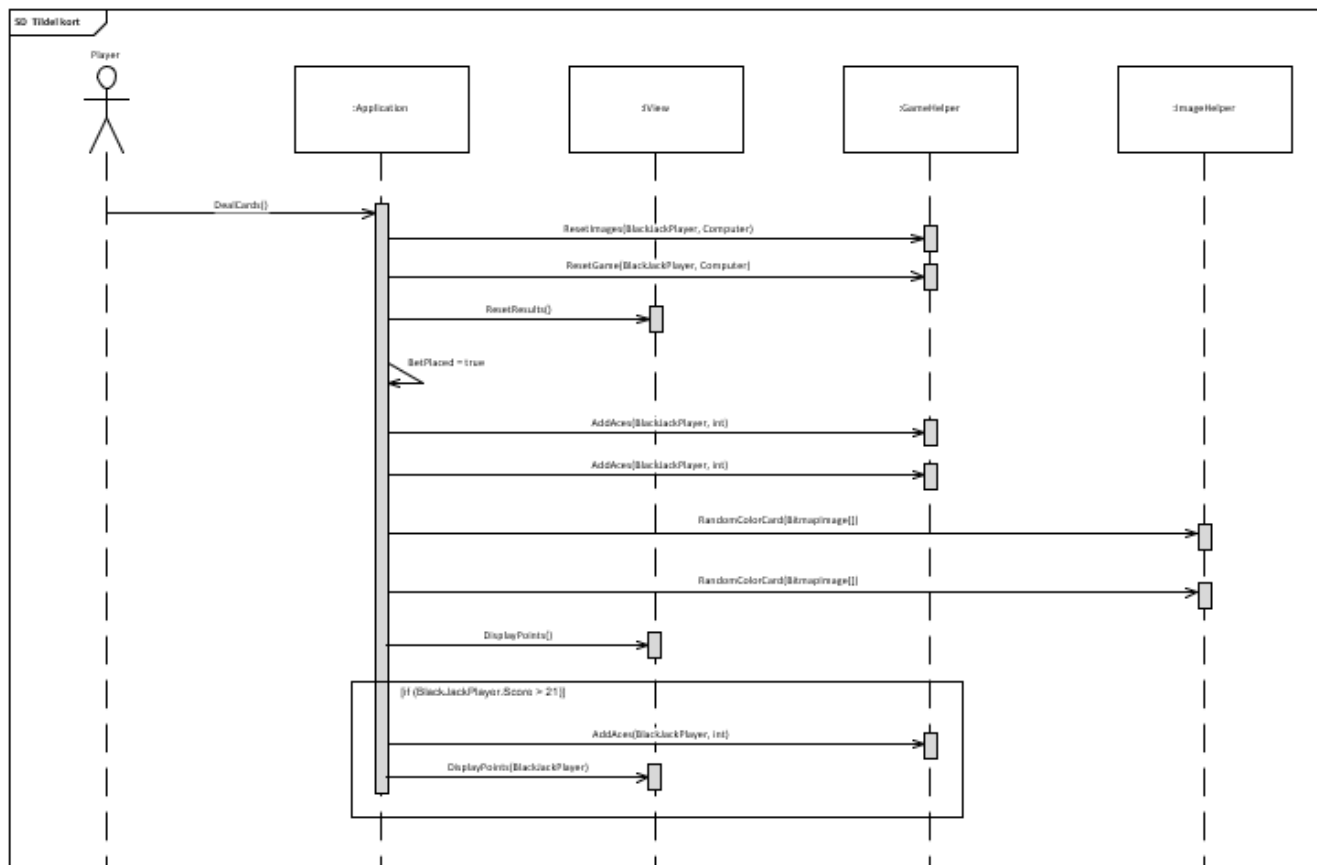 SD Tildel kort
Player
:Application
:IView
:GameHelper
:ImageHelper
DealCards()
ResetImages(BlackJackPlayer, Computer)
ResetGame(BlackJackPlayer, Computer)
ResetResults()
BetPlaced = true
AddAces(BlackJackPlayer, int)
AddAces(BlackJackPlayer, int)
RandomColorCard(BitmapImage[])
RandomColorCard(BitmapImage[])
DisplayPoints()
[if (BlackJackPlayer.Score > 21)]
AddAces(BlackJackPlayer, int)
DisplayPoints(BlackJackPlayer)